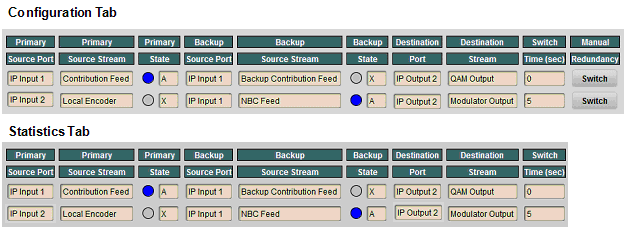 Configuration Tab
Primary Primary Primary Backup Backup Backup Destination Destination Switch Manual
Source Port Source Stream State Source Port Source Stream State Port Stream Time (sec) Redundancy
IP Input 1 Contribution Feed A IP Input 1 Backup Contribution Feed X IP Output 2 QAM Output 0 Switch
IP Input 2 Local Encoder X IP Input 1 NBC Feed A IP Output 2 Modulator Output 5 Switch
Statistics Tab
Primary Primary Primary Backup Backup Backup Destination Destination Switch
Source Port Source Stream State Source Port Source Stream State Port Stream Time (sec)
IP Input 1 Contribution Feed A IP Input 1 Backup Contribution Feed X IP Output 2 QAM Output 0
IP Input 2 Local Encoder X IP Input 1 NBC Feed A IP Output 2 Modulator Output 5